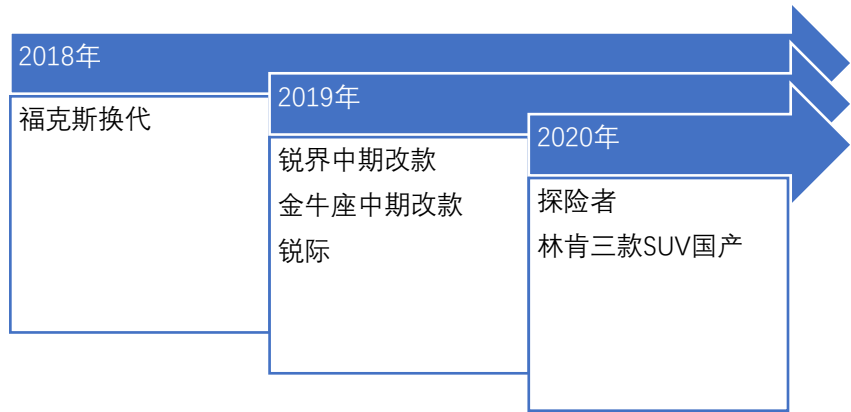 2018年
福克斯换代
2019年
锐界中期改款
金牛座中期改款
锐际
2020年
探险者
林肯三款SUV国产